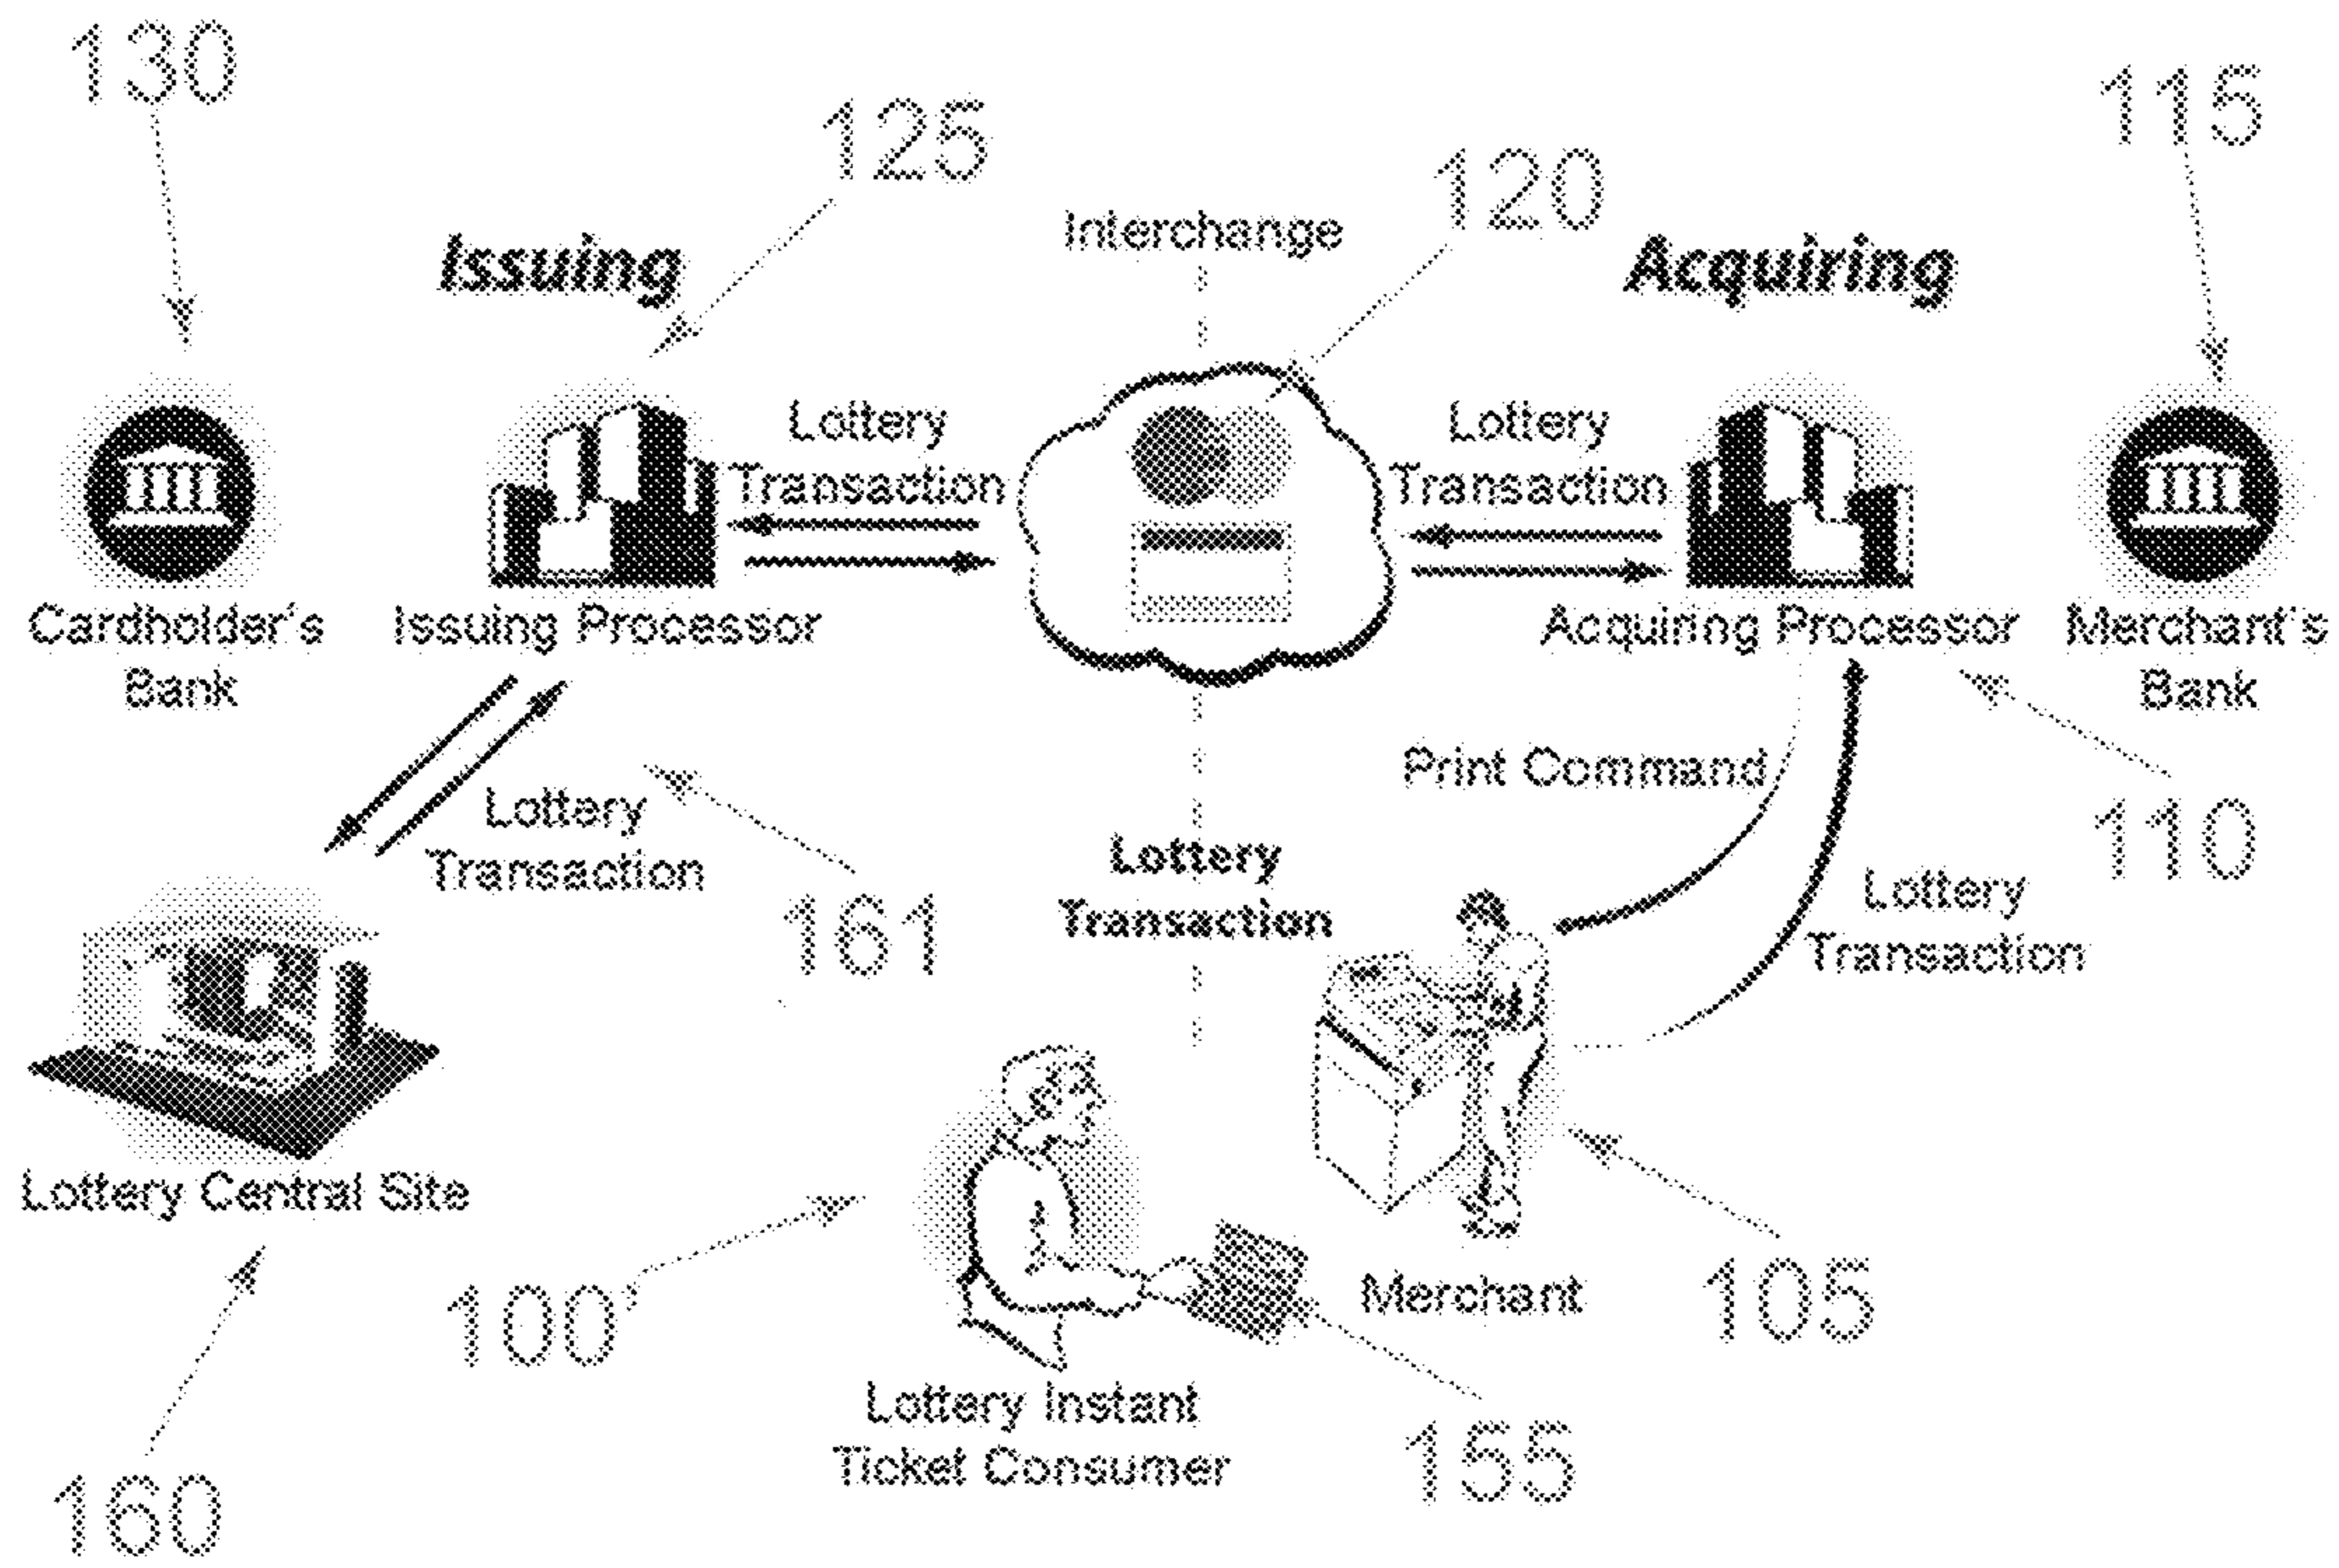 130
125
115
120
Interchange
Issuing
Acquiring
Lottery
Transaction
Lottery
Transaction
Cardholder's
Bank
Issuing Processor
Acquiring Processor
Merchant's
Bank
Print Command
Lottery
Transaction
110
Lottery
Transaction
161
Lottery
Transaction
Lottery Central Site
100'
Merchant
105
Lottery Instant
Ticket Consumer
155
160